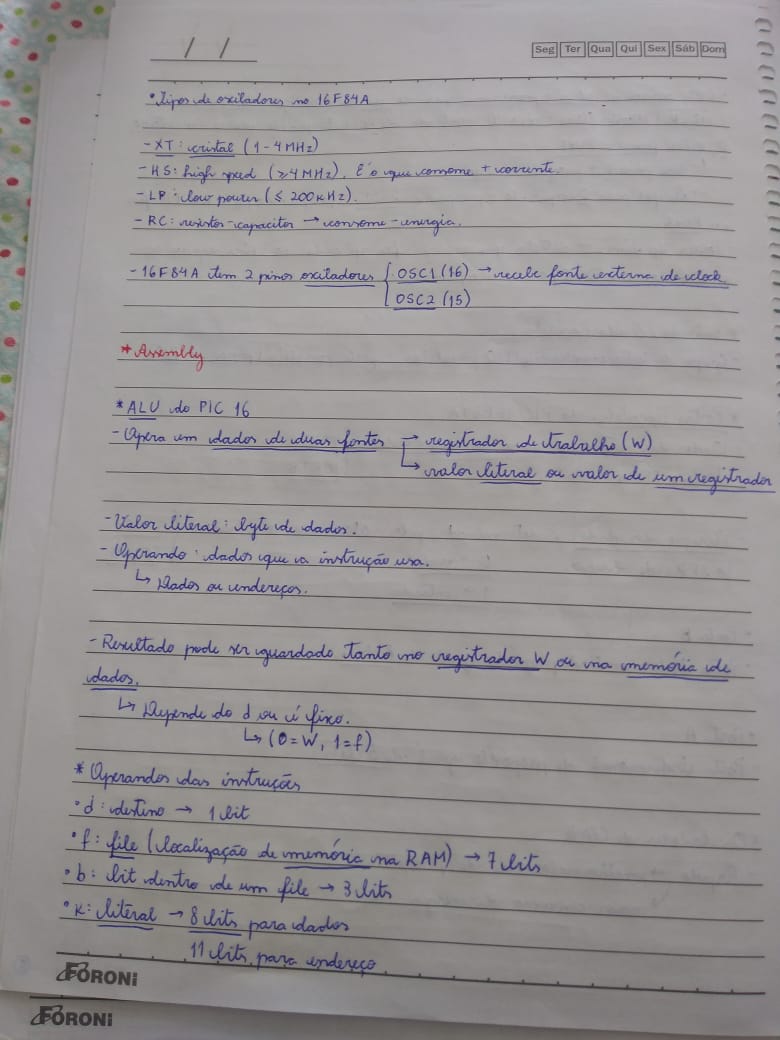 / /
Seg Ter Qua Qui Sex Sáb Dom
• Tipos de osciladores no 16F84A
- XT: cristal (1-4MHz)
- HS: high speed (≥4MHz). É o que consome + corrente.
- LP: low power (≤ 200kHz).
- RC: resistor-capacitor → consome - energia.
- 16F84A tem 2 pinos osciladores { OSC1 (16) → recebe fonte externa de clock
OSC2 (15)
* Assembly
* ALU do PIC 16
- Opera em dados de duas fontes → registrador de trabalho (W)
↳ valor literal ou valor de um registrador
- Valor literal: byte de dados.
- Operando: dados que a instrução usa.
↳ Dados ou endereços.
- Resultado pode ser guardado tanto no registrador W ou na memória de
dados.
↳ Depende do d ou é fixo.
↳ (0=W, 1=f)
* Operandos das instruções
• d: destino → 1 bit
• f: file (localização de memória na RAM) → 7 bits
• b: bit dentro de um file → 3 bits
• k: literal → 8 bits para dados
11 bits para endereço
FORONI
FORONI